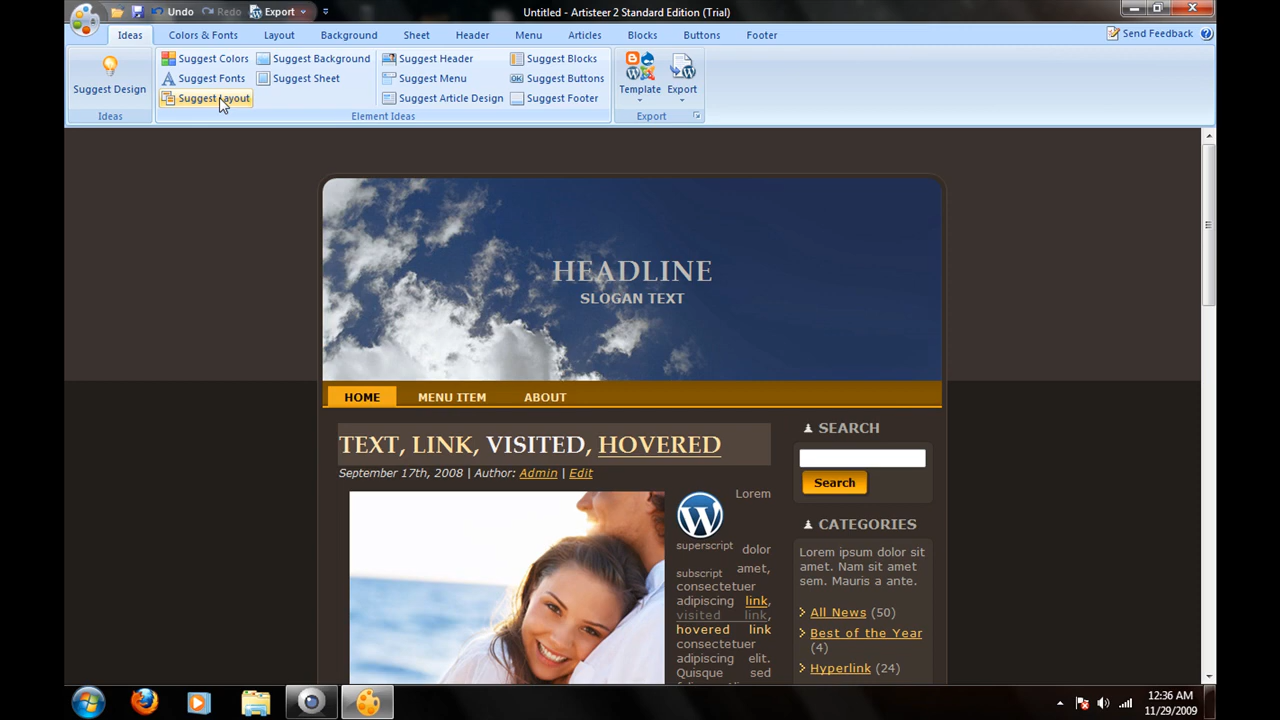 Undo Redo Export
Untitled - Artisteer 2 Standard Edition (Trial)
Ideas Colors & Fonts Layout Background Sheet Header Menu Articles Blocks Buttons Footer
Send Feedback
Suggest Design
Suggest Colors
Suggest Fonts
Suggest Layout
Suggest Background
Suggest Sheet
Suggest Header
Suggest Menu
Suggest Article Design
Suggest Blocks
OK Suggest Buttons
Suggest Footer
Template
Export
Ideas
Element Ideas
Export
HEADLINE
SLOGAN TEXT
HOME MENU ITEM ABOUT
TEXT, LINK, VISITED, HOVERED
September 17th, 2008 | Author: Admin | Edit
Lorem
superscript dolor
subscript amet,
consectetuer
adipiscing link,
visited link,
hovered link
consectetuer
adipiscing elit.
Quisque sed
SEARCH
Search
CATEGORIES
Lorem ipsum dolor sit
amet. Nam sit amet
sem. Mauris a ante.
All News (50)
Best of the Year
(4)
Hyperlink (24)
12:36 AM
11/29/2009